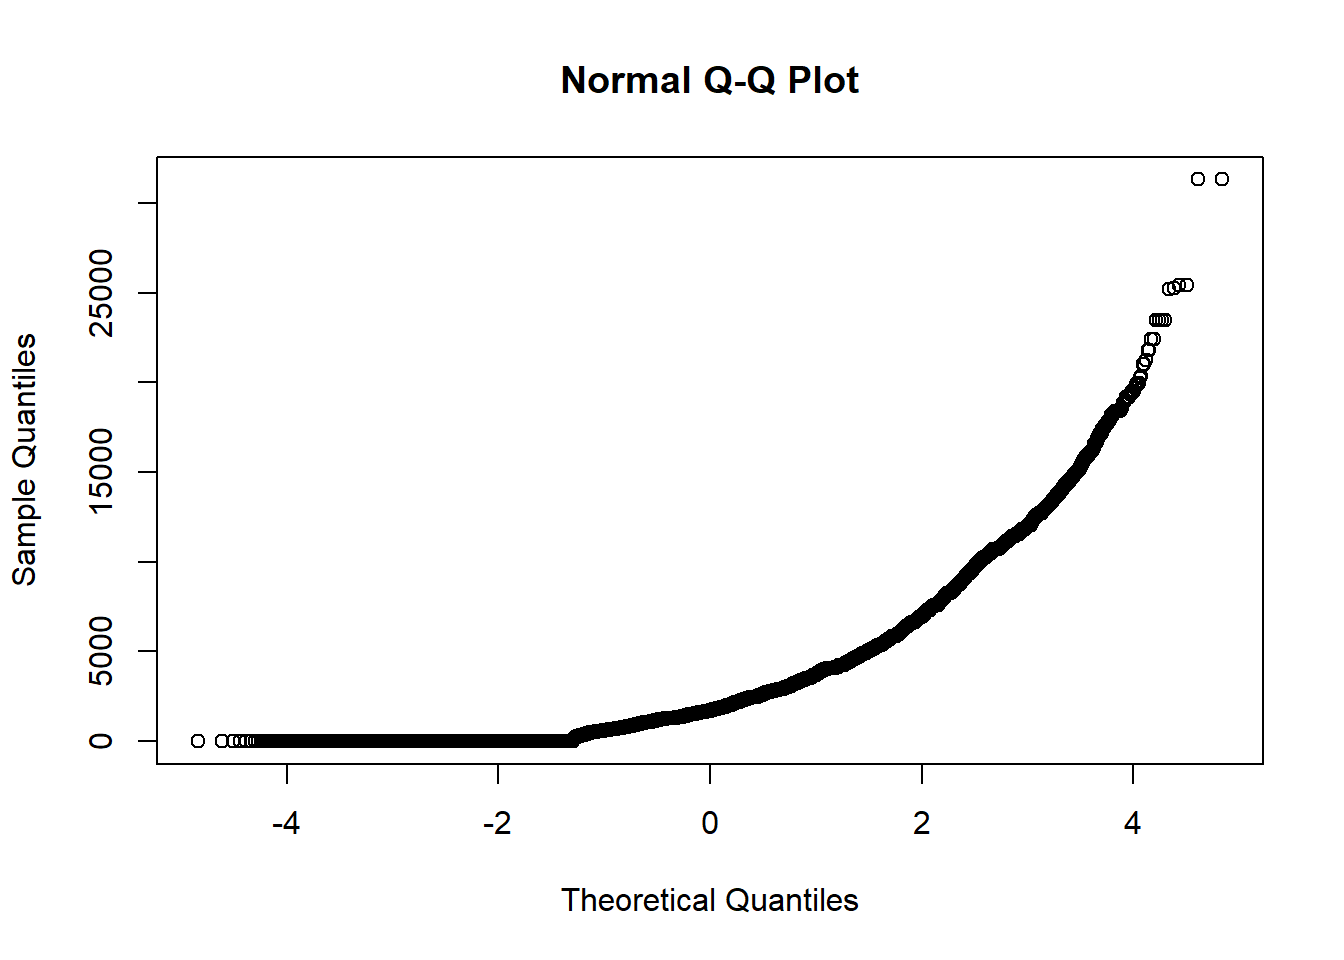 Normal Q-Q Plot
Sample Quantiles
25000
15000
5000
0
-4 -2 0 2 4
Theoretical Quantiles